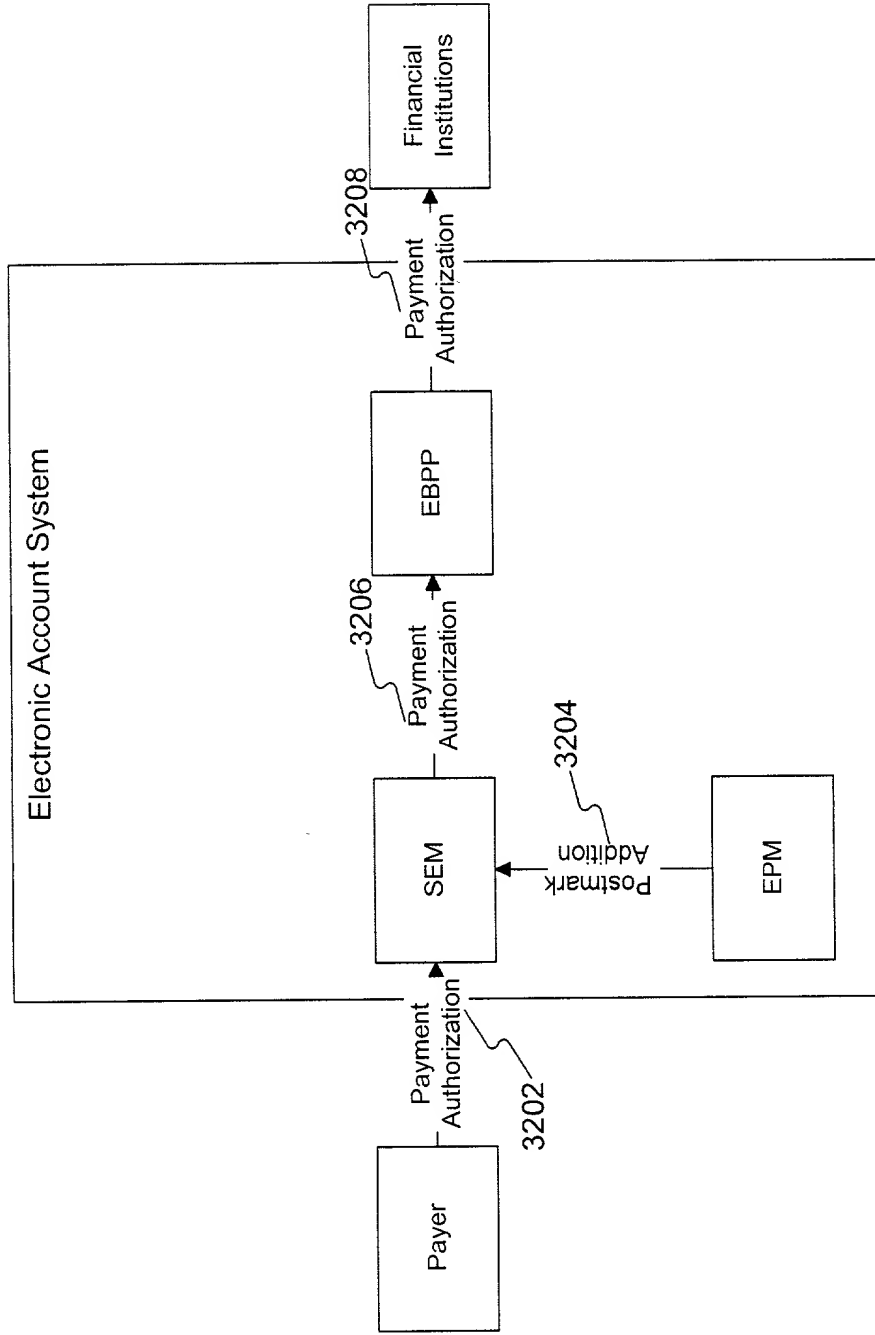 Electronic Account System
Payer
Payment
Authorization
3202
SEM
Postmark
Addition
3204
EPM
Payment
Authorization
3206
EBPP
Payment
Authorization
3208
Financial
Institutions